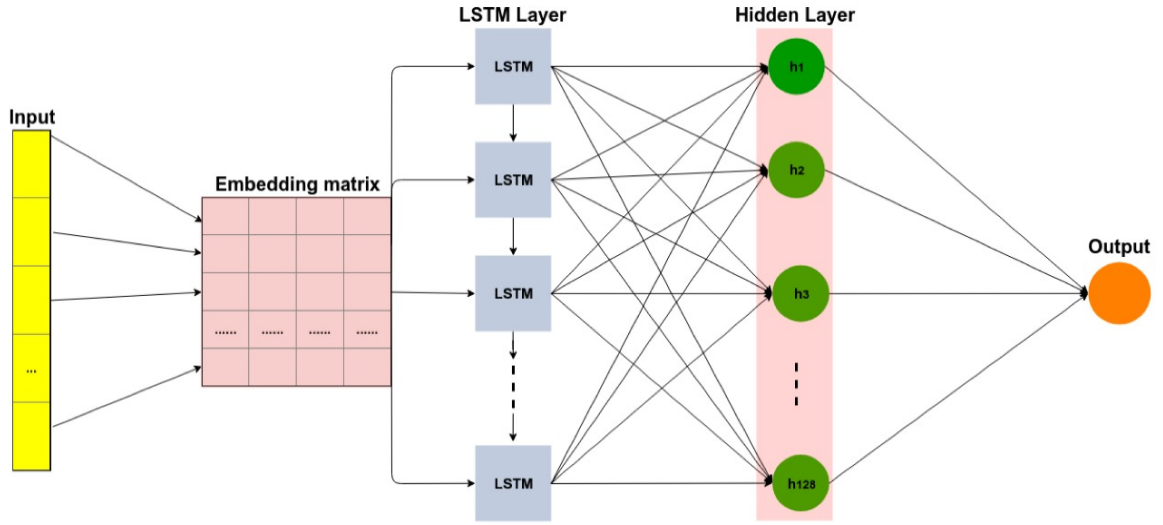 LSTM Layer
Hidden Layer
LSTM
h1
Input
LSTM
h2
Embedding matrix
Output
LSTM
h3
...... ...... ...... ......
...
LSTM
h128